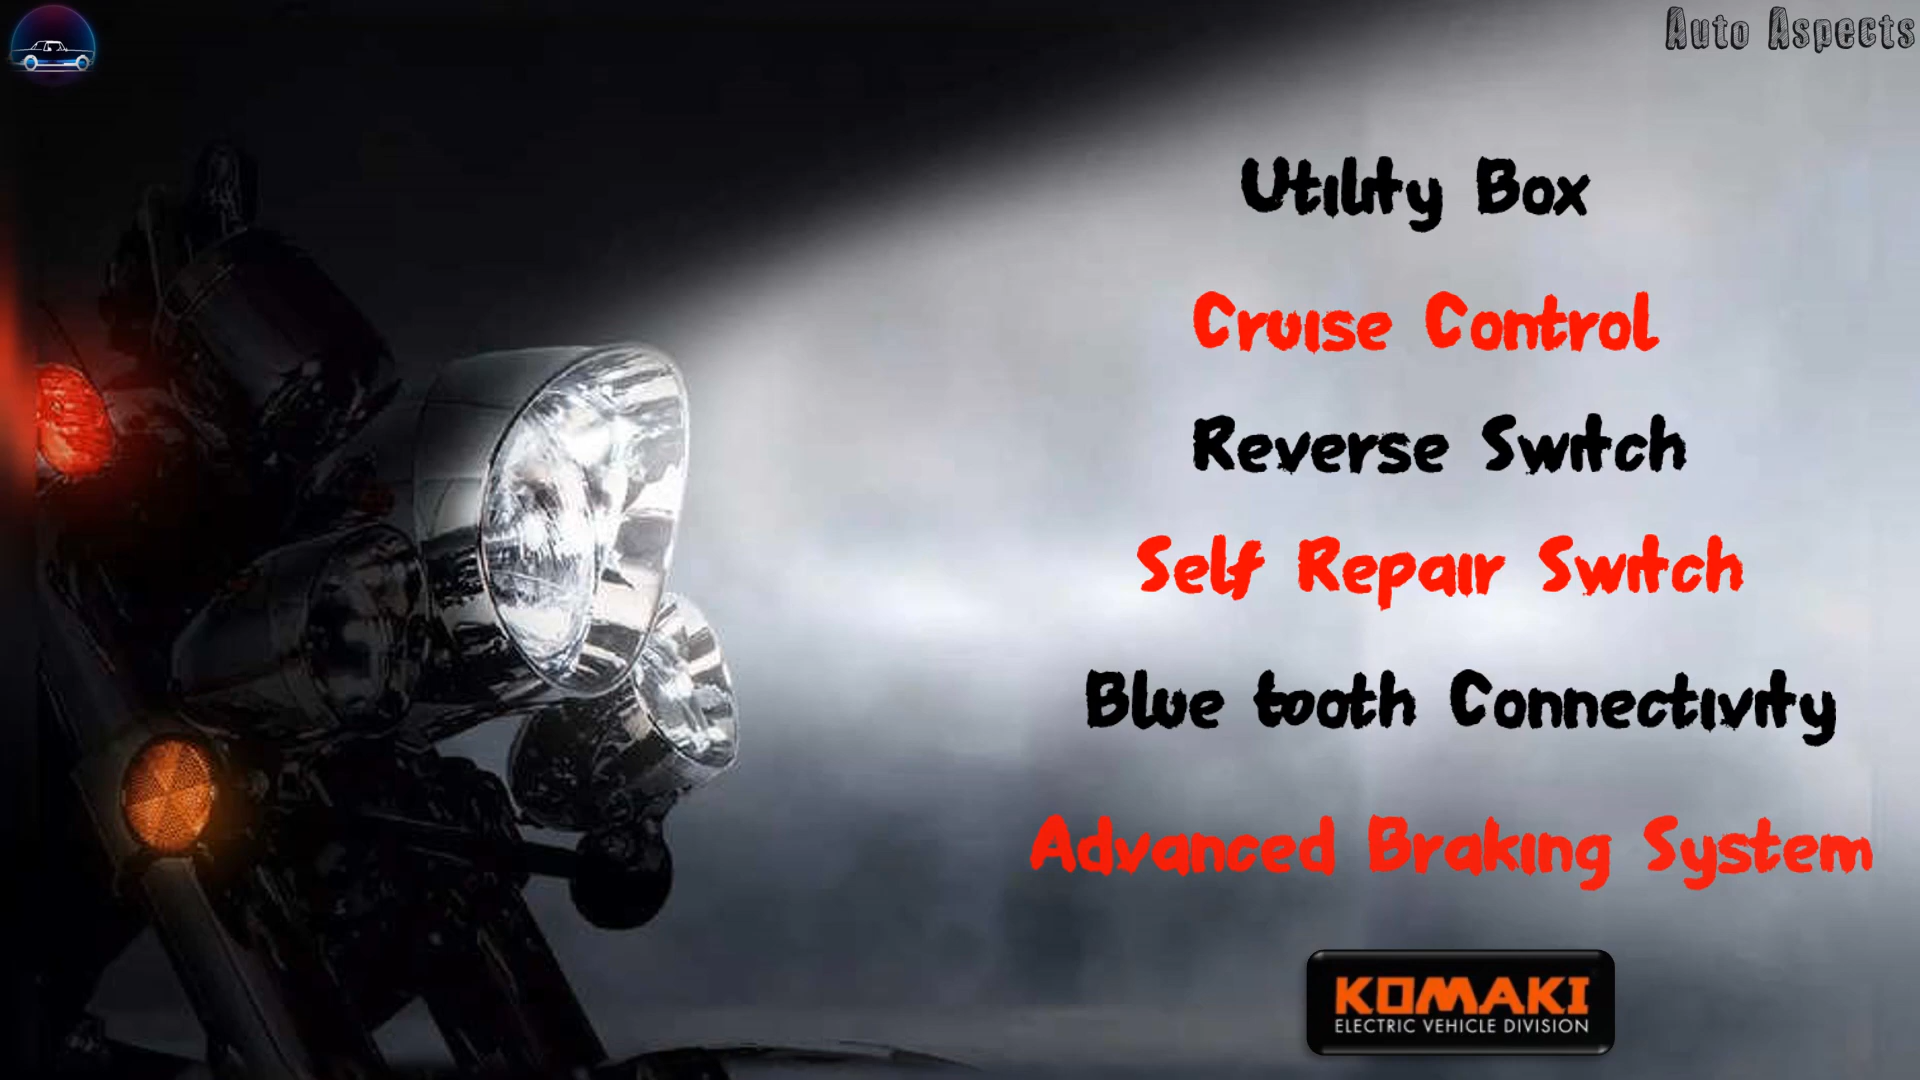 Auto Aspects
Utility Box
Cruise Control
Reverse Switch
Self Repair Switch
Blue tooth Connectivity
Advanced Braking System
KOMAKI
ELECTRIC VEHICLE DIVISION